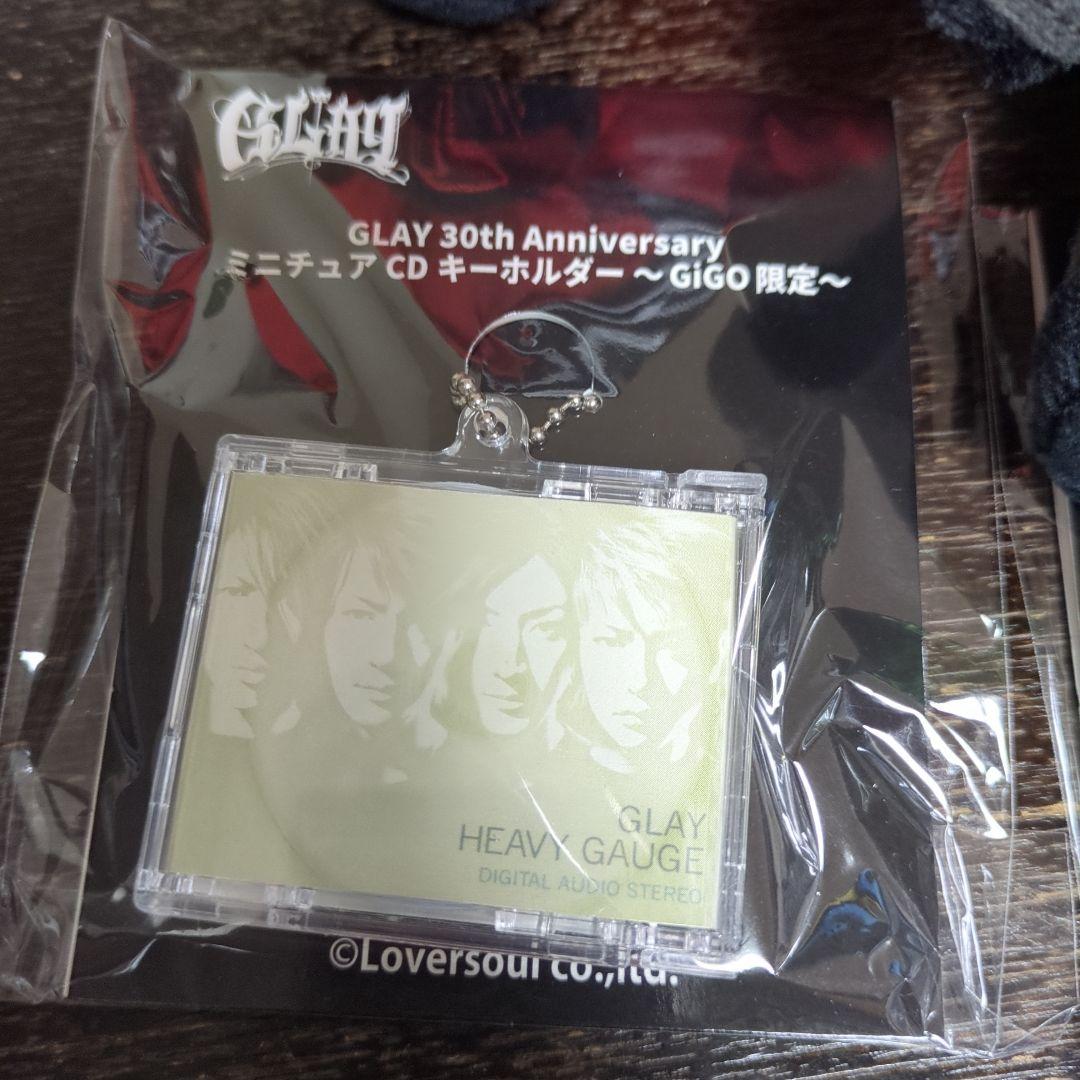 GLAY
GLAY 30th Anniversary
ミニチュア CD キーホルダー ～ GiGO 限定～
GLAY
HEAVY GAUGE
DIGITAL AUDIO STEREO
©Loversoul co.,ltd.